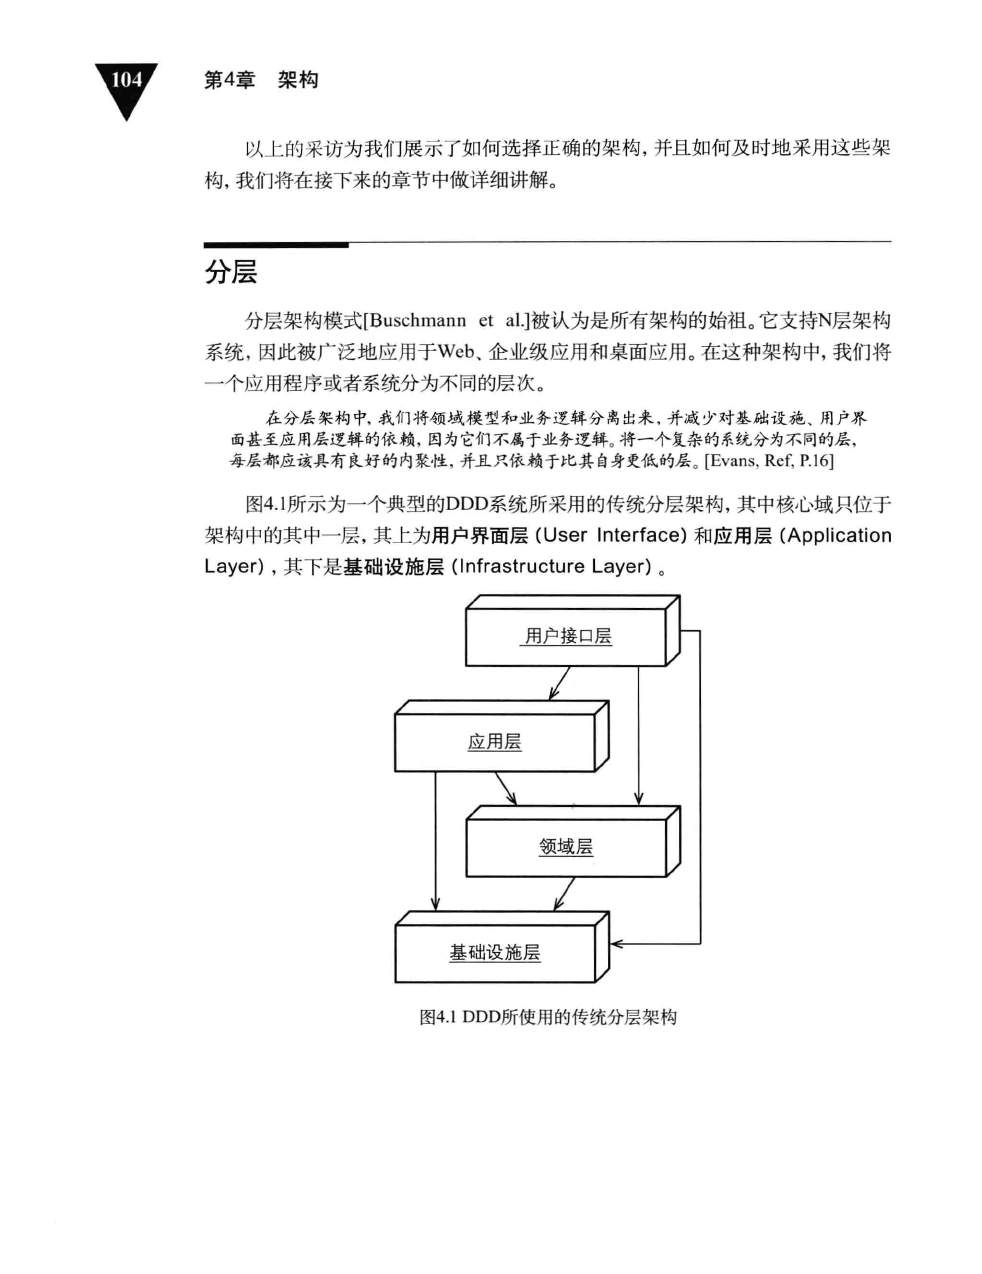 104
第4章 架构
以上的采访为我们展示了如何选择正确的架构，并且如何及时地采用这些架
构，我们将在接下来的章节中做详细讲解。
分层
分层架构模式[Buschmann et al.]被认为是所有架构的始祖。它支持N层架构
系统，因此被广泛地应用于Web、企业级应用和桌面应用。在这种架构中，我们将
一个应用程序或者系统分为不同的层次。
在分层架构中，我们将领域模型和业务逻辑分离出来，并减少对基础设施、用户界
面甚至应用层逻辑的依赖，因为它们不属于业务逻辑。将一个复杂的系统分为不同的层，
每层都应该具有良好的内聚性，并且只依赖于比其自身更低的层。[Evans, Ref, P.16]
图4.1所示为一个典型的DDD系统所采用的传统分层架构，其中核心域只位于
架构中的其中一层，其上为用户界面层（User Interface）和应用层（Application
Layer），其下是基础设施层（Infrastructure Layer）。
用户接口层
应用层
领域层
基础设施层
图4.1 DDD所使用的传统分层架构